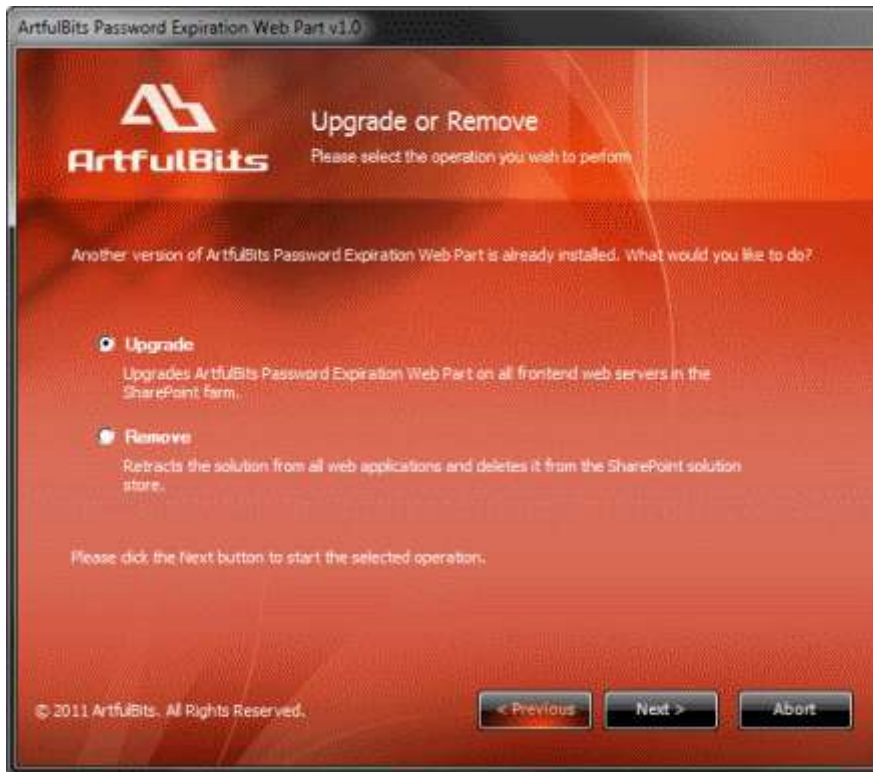 ArtfulBits Password Expiration Web Part v1.0
ArtfulBits
Upgrade or Remove
Please select the operation you wish to perform
Another version of ArtfulBits Password Expiration Web Part is already installed. What would you like to do?
Upgrade
Upgrades ArtfulBits Password Expiration Web Part on all frontend web servers in the
SharePoint farm.
Remove
Retracts the solution from all web applications and deletes it from the SharePoint solution
store.
Please click the Next button to start the selected operation.
© 2011 ArtfulBits. All Rights Reserved.
< Previous
Next >
Abort